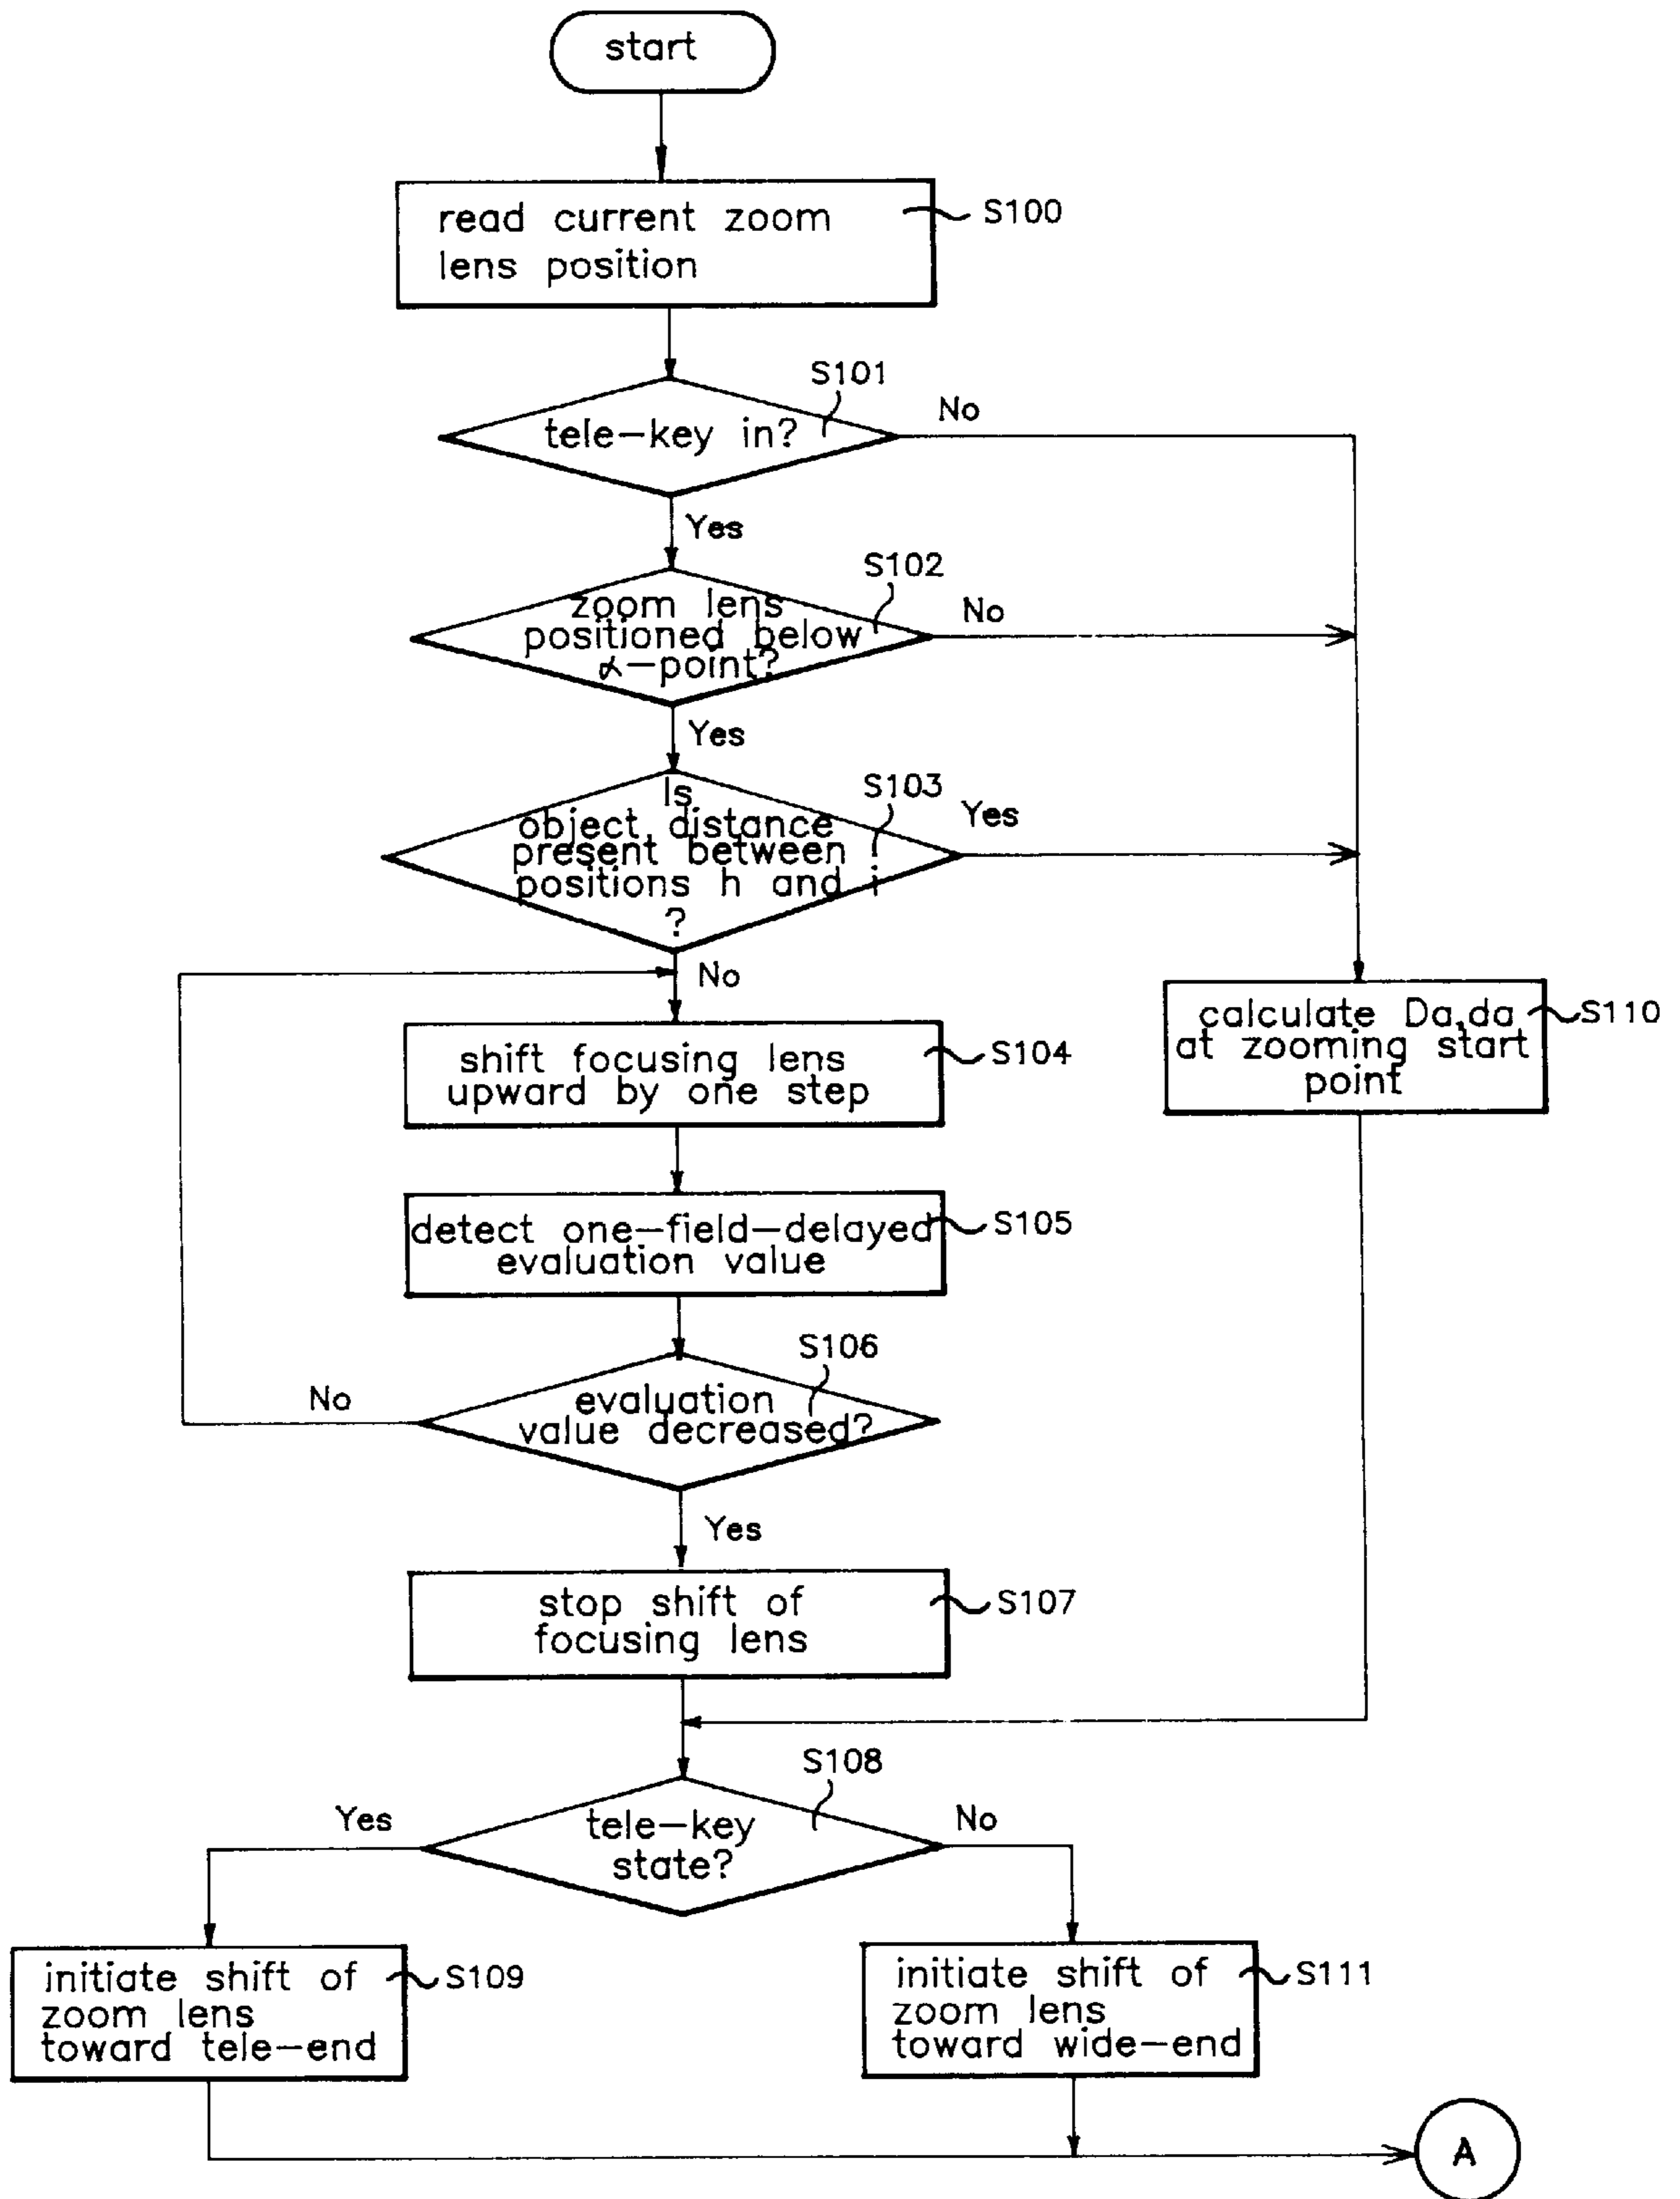 start
read current zoom
lens position
S100
S101
tele-key in?
No
Yes
S102
zoom lens
positioned below
α-point?
No
Yes
S103
Is
object distance
present between
positions h and i
?
Yes
No
shift focusing lens
upward by one step
S104
calculate Da,da
at zooming start
point
S110
detect one-field-delayed
evaluation value
S105
S106
evaluation
value decreased?
No
Yes
stop shift of
focusing lens
S107
S108
tele-key
state?
Yes
No
initiate shift of
zoom lens
toward tele-end
S109
initiate shift of
zoom lens
toward wide-end
S111
A